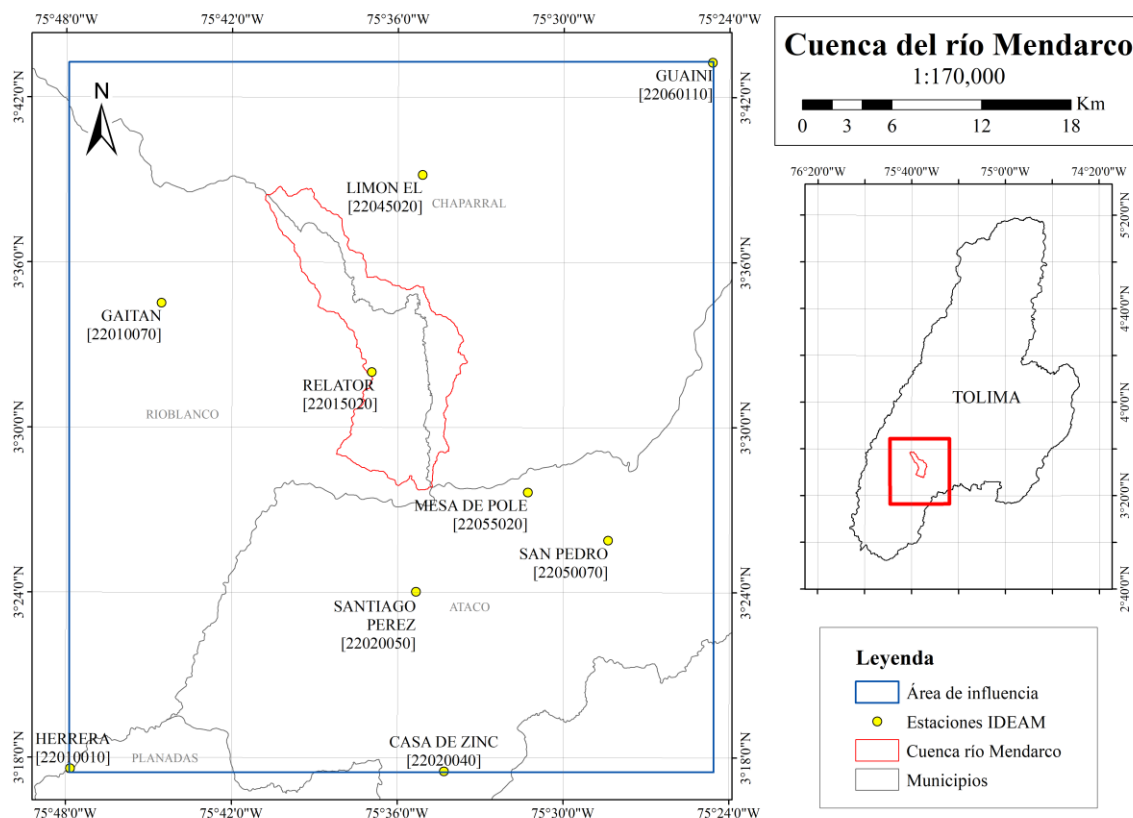 75°48'0"W
75°42'0"W
75°36'0"W
75°30'0"W
75°24'0"W
3°42'0"N
3°36'0"N
3°30'0"N
3°24'0"N
3°18'0"N
N
GUAINI
[22060110]
LIMON EL
[22045020]
CHAPARRAL
GAITAN
[22010070]
RELATOR
[22015020]
RIOBLANCO
MESA DE POLE
[22055020]
SAN PEDRO
[22050070]
SANTIAGO
PEREZ
[22020050]
ATACO
HERRERA
[22010010]
PLANADAS
CASA DE ZINC
[22020040]
3°42'0"N
3°36'0"N
3°30'0"N
3°24'0"N
3°18'0"N
75°48'0"W
75°42'0"W
75°36'0"W
75°30'0"W
75°24'0"W
Cuenca del río Mendarco
1:170,000
Km
0 3 6 12 18
76°20'0"W
75°40'0"W
75°0'0"W
74°20'0"W
5°20'0"N
4°40'0"N
4°0'0"N
3°20'0"N
2°40'0"N
TOLIMA
Leyenda
Área de influencia
Estaciones IDEAM
Cuenca río Mendarco
Municipios